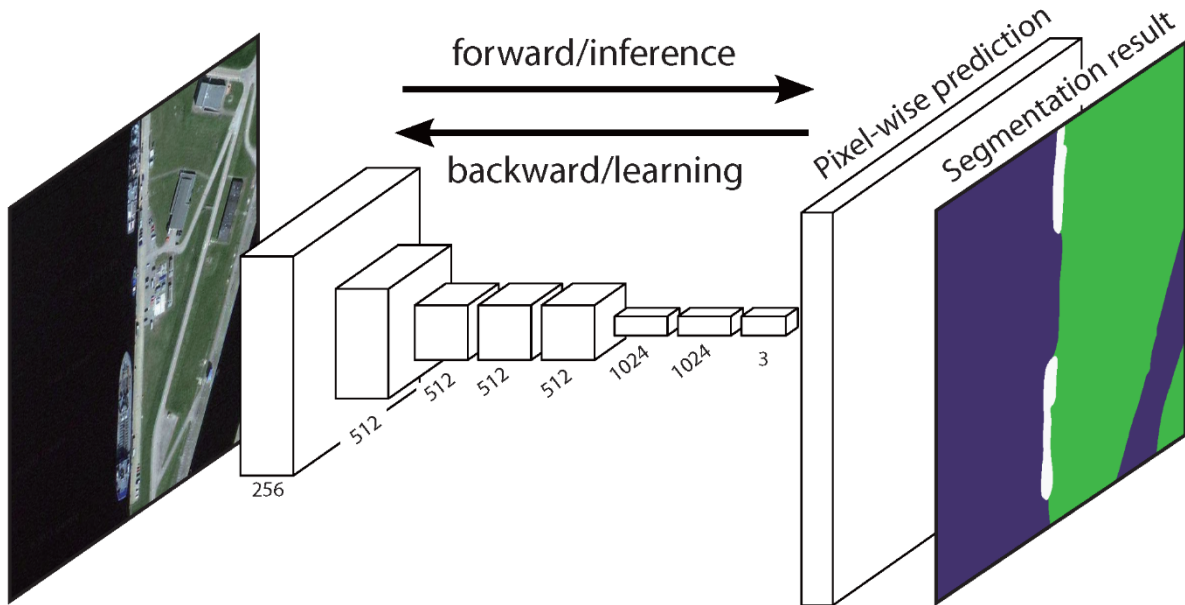 forward/inference
backward/learning
Pixel-wise prediction
Segmentation result
256
512
512
512
512
1024
1024
3